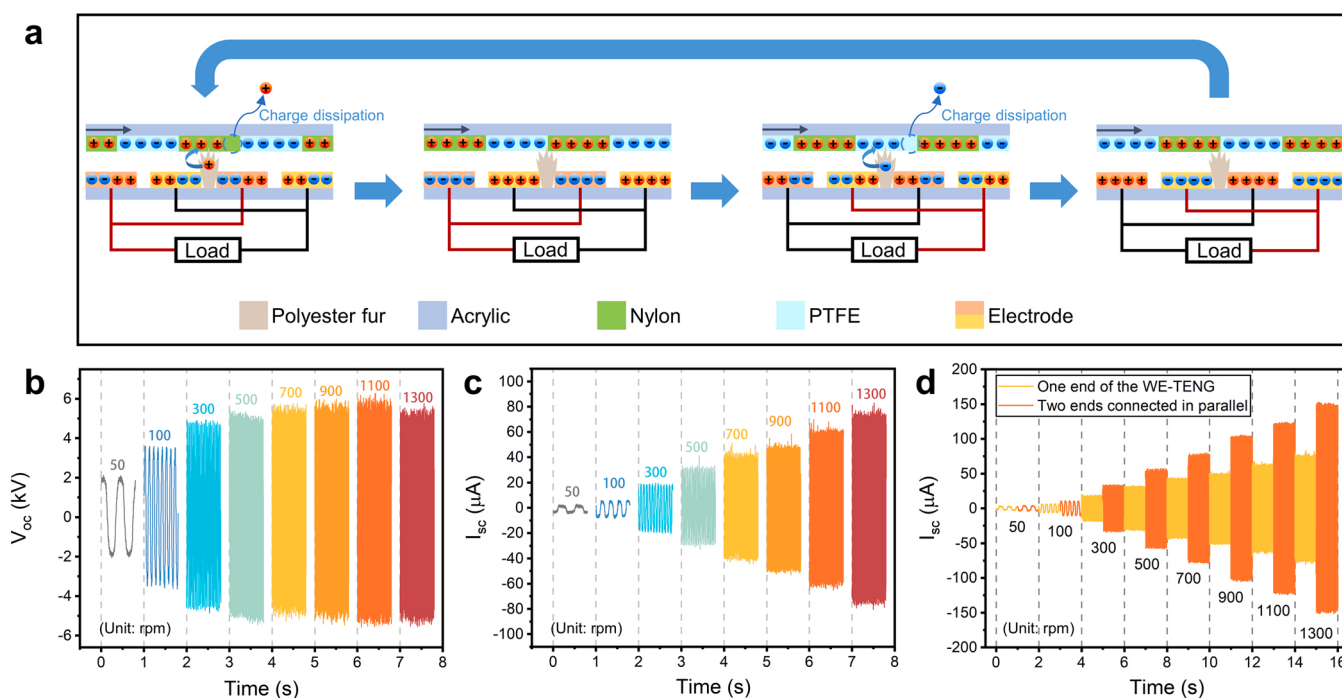 a
Charge dissipation
Charge dissipation
Load
Load
Load
Load
Polyester fur
Acrylic
Nylon
PTFE
Electrode
b
Voc (kV)
6
4
2
0
-2
-4
-6
50
100
300
500
700
900
1100
1300
(Unit: rpm)
0 1 2 3 4 5 6 7 8
Time (s)
c
Isc (μA)
100
80
60
40
20
0
-20
-40
-60
-80
-100
50
100
300
500
700
900
1100
1300
(Unit: rpm)
0 1 2 3 4 5 6 7 8
Time (s)
d
Isc (μA)
200
150
100
50
0
-50
-100
-150
-200
One end of the WE-TENG
Two ends connected in parallel
50
100
300
500
700
900
1100
1300
(Unit: rpm)
0 2 4 6 8 10 12 14 16
Time (s)